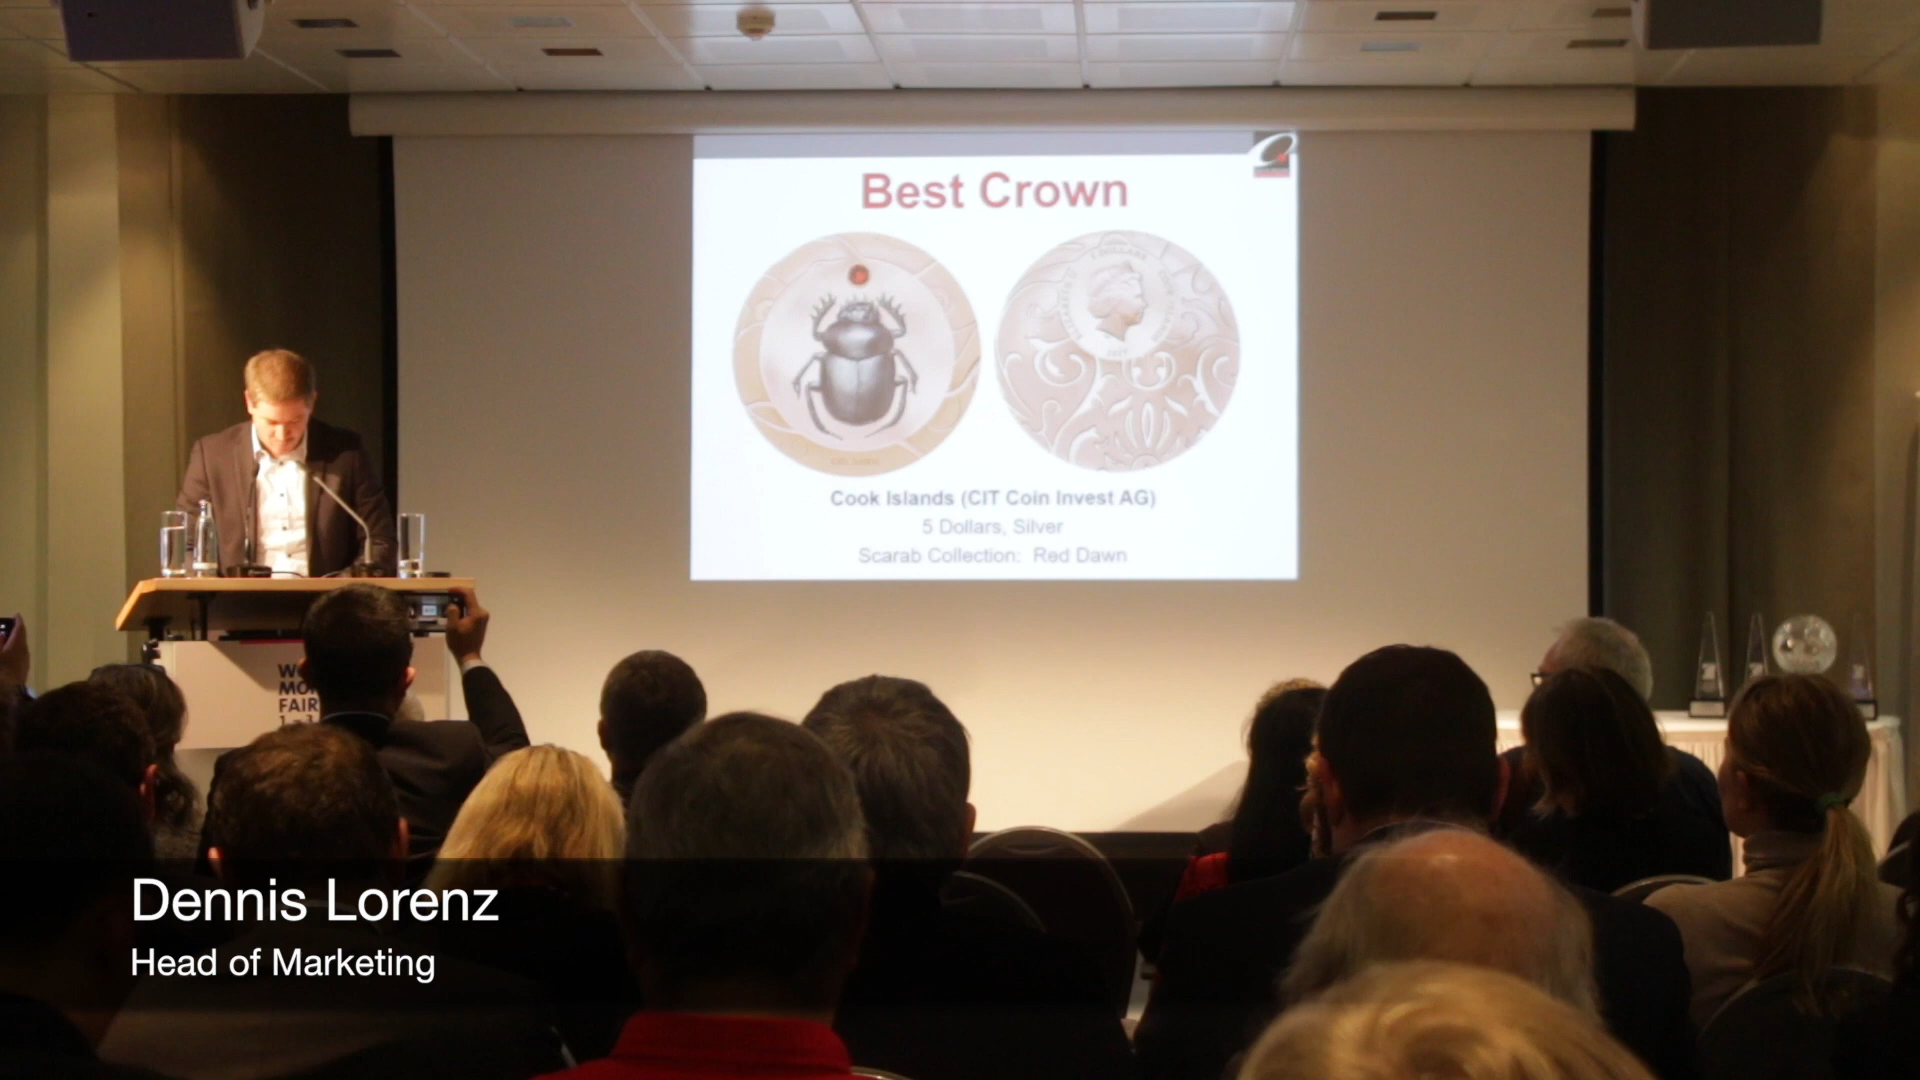 Best Crown
Cook Islands (CIT Coin Invest AG)
5 Dollars, Silver
Scarab Collection: Red Dawn
FAIR
Dennis Lorenz
Head of Marketing